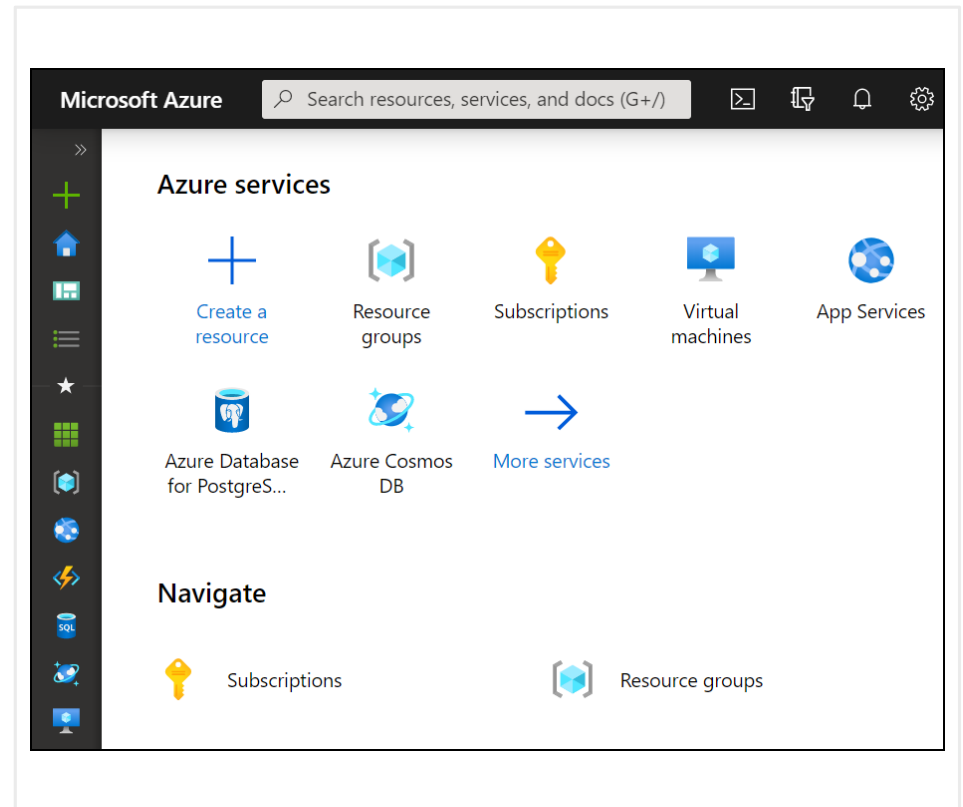 Microsoft Azure
Search resources, services, and docs (G+/)
Azure services
Create a
resource
Resource
groups
Subscriptions
Virtual
machines
App Services
Azure Database
for PostgreS...
Azure Cosmos
DB
More services
SQL
Navigate
Subscriptions
Resource groups